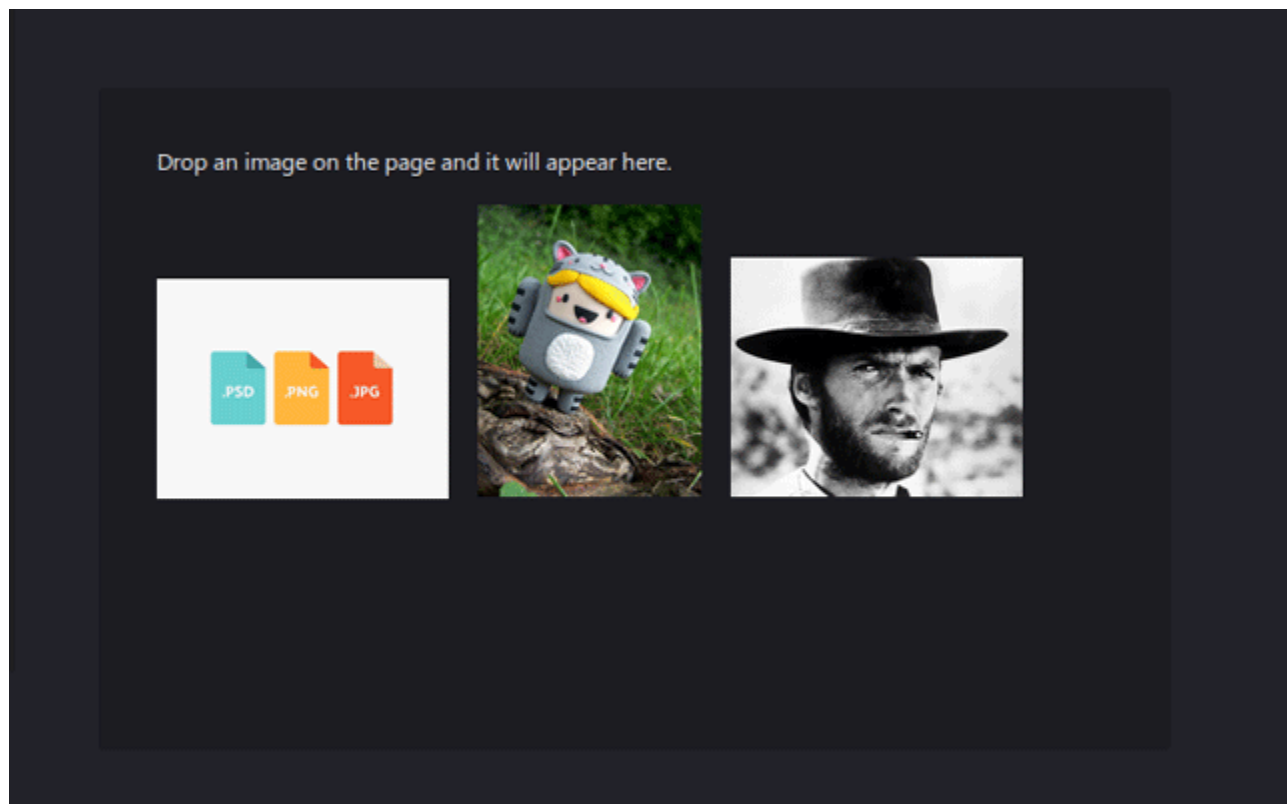 Drop an image on the page and it will appear here.
.PSD .PNG .JPG